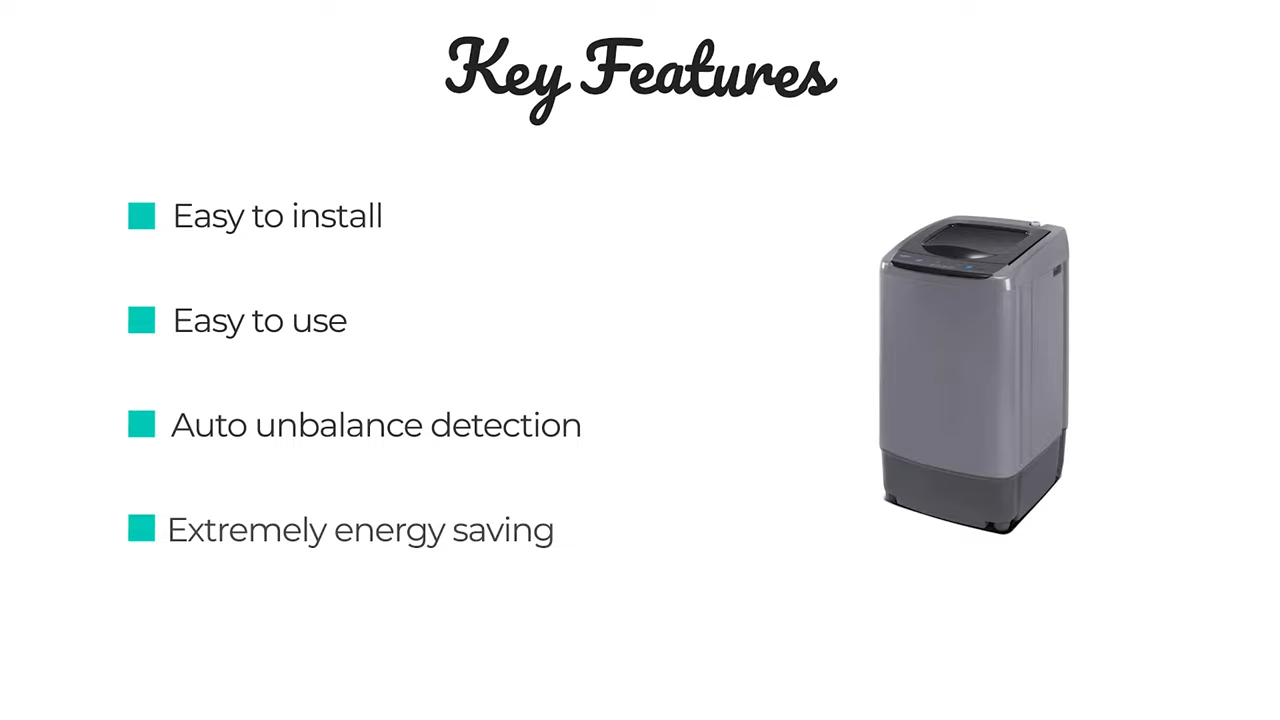 Key Features
Easy to install
Easy to use
Auto unbalance detection
Extremely energy saving